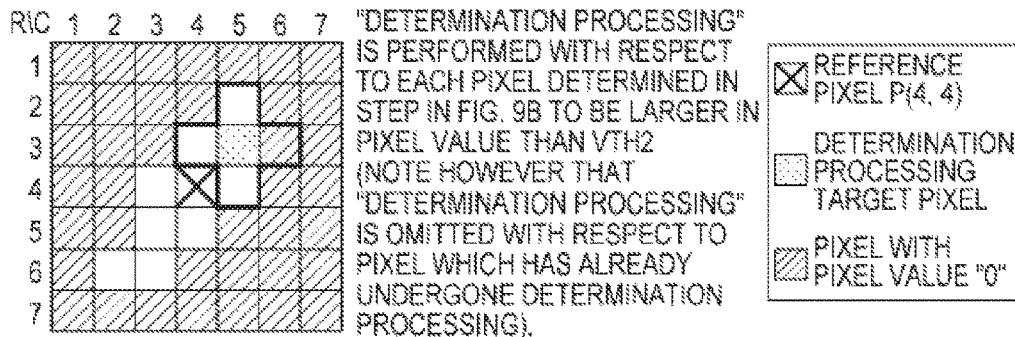 R\C 1 2 3 4 5 6 7
1
2
3
4
5
6
7
"DETERMINATION PROCESSING"
IS PERFORMED WITH RESPECT
TO EACH PIXEL DETERMINED IN
STEP IN FIG. 9B TO BE LARGER IN
PIXEL VALUE THAN VTH2
(NOTE HOWEVER THAT
"DETERMINATION PROCESSING"
IS OMITTED WITH RESPECT TO
PIXEL WHICH HAS ALREADY
UNDERGONE DETERMINATION
PROCESSING).
REFERENCE
PIXEL P(4, 4)
DETERMINATION
PROCESSING
TARGET PIXEL
PIXEL WITH
PIXEL VALUE "0"